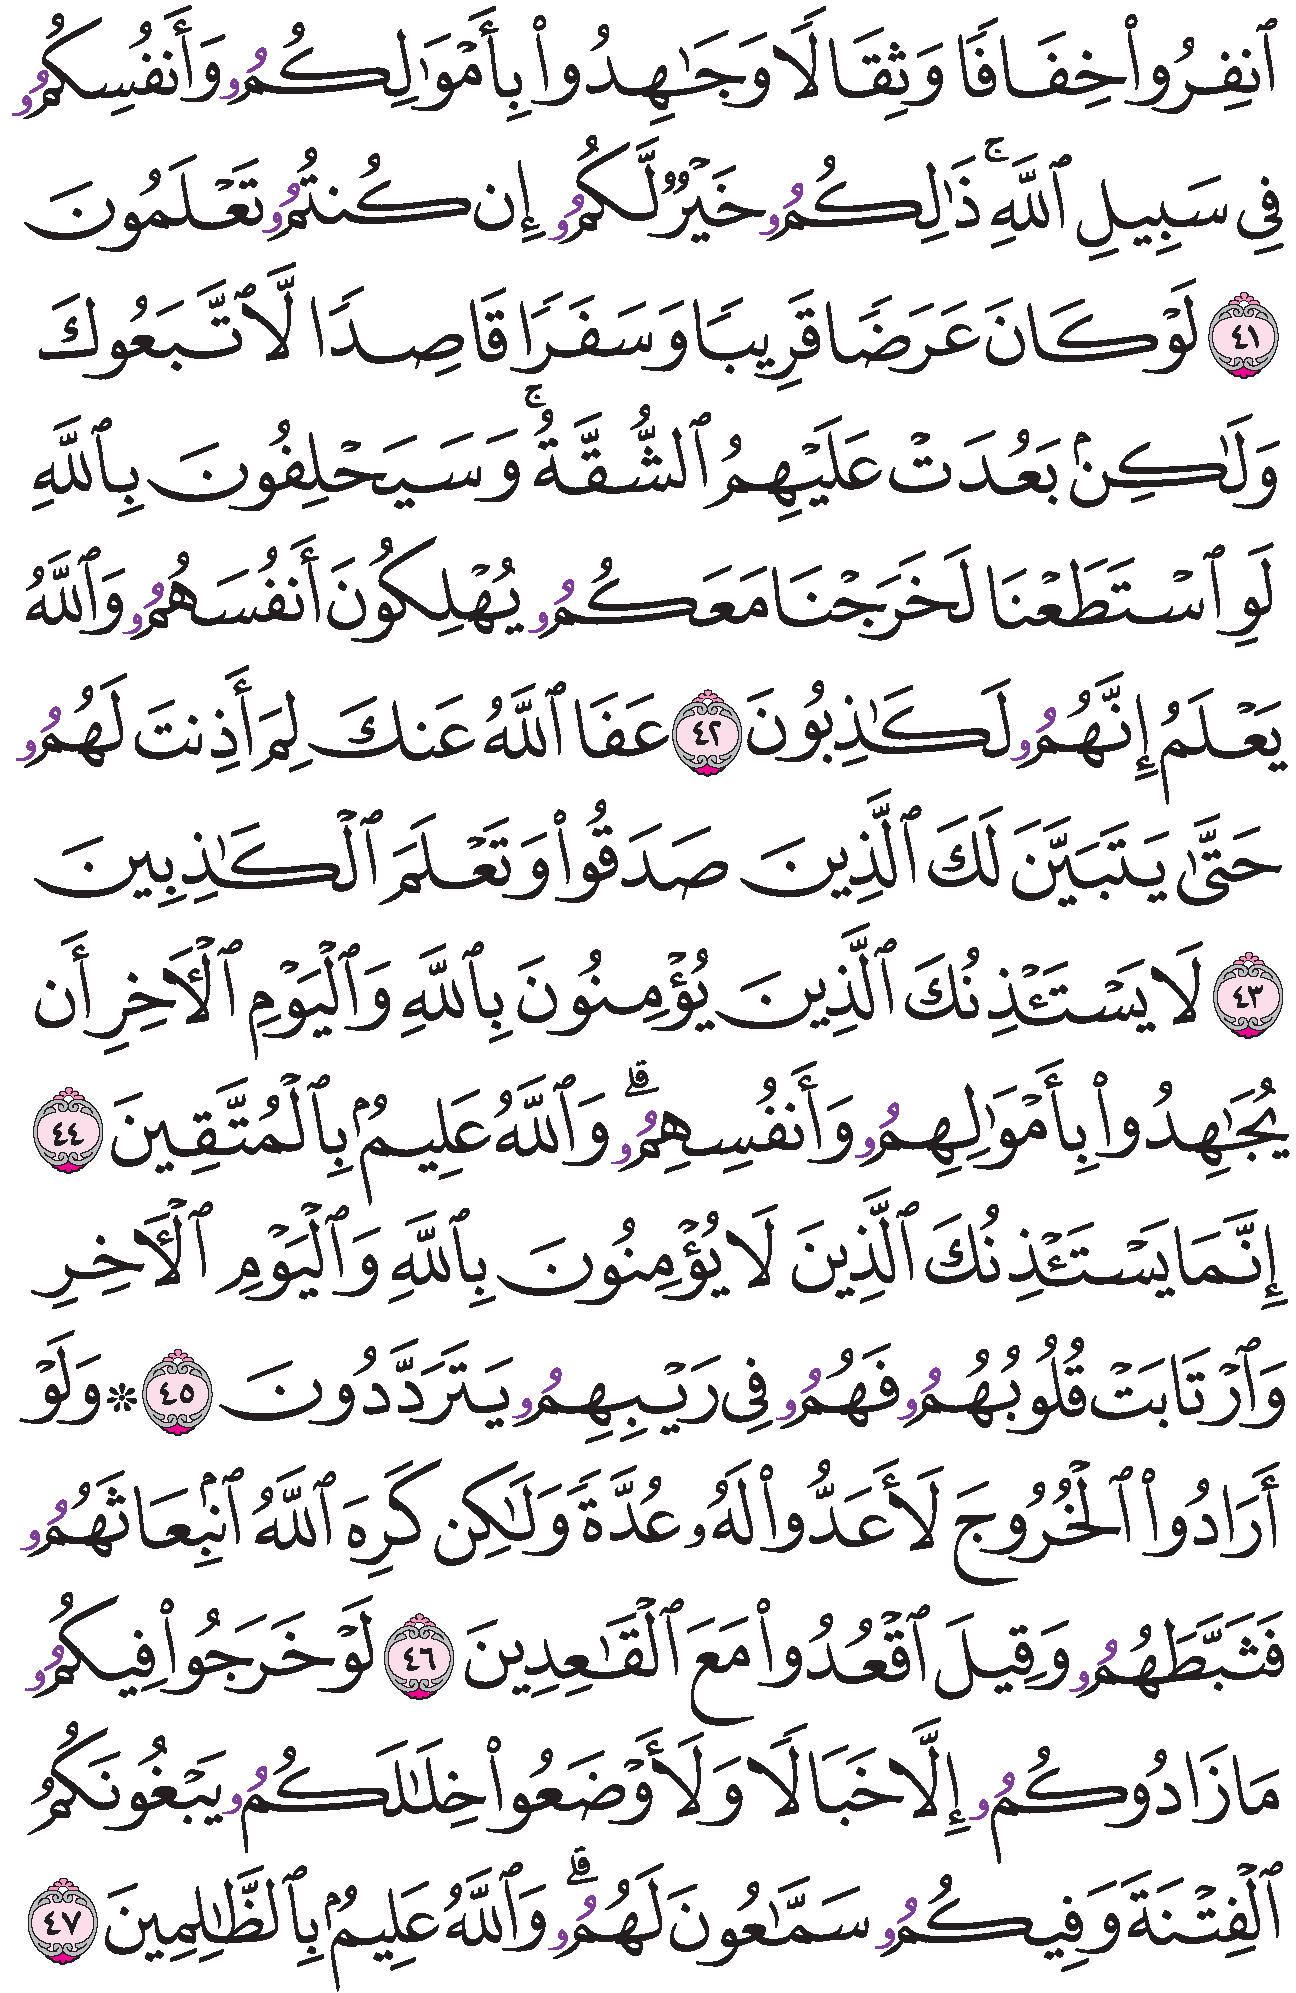 ٱنفِرُوا۟ خِفَافًا وَثِقَالًا وَجَـٰهِدُوا۟ بِأَمْوَٰلِكُمُۥ وَأَنفُسِكُمُۥ
فِى سَبِيلِ ٱللَّهِ ۚ ذَٰلِكُمُۥ خَيْرٌ لَّكُمُۥ إِن كُنتُمُۥ تَعْلَمُونَ
٤١ لَوْ كَانَ عَرَضًا قَرِيبًا وَسَفَرًا قَاصِدًا لَّاتَّبَعُوكَ
وَلَـٰكِنۢ بَعُدَتْ عَلَيْهِمُ ٱلشُّقَّةُ ۚ وَسَيَحْلِفُونَ بِٱللَّهِ
لَوِ ٱسْتَطَعْنَا لَخَرَجْنَا مَعَكُمُۥ يُهْلِكُونَ أَنفُسَهُمُۥ وَٱللَّهُ
يَعْلَمُ إِنَّهُمُۥ لَكَـٰذِبُونَ ٤٢ عَفَا ٱللَّهُ عَنكَ لِمَ أَذِنتَ لَهُمُۥ
حَتَّىٰ يَتَبَيَّنَ لَكَ ٱلَّذِينَ صَدَقُوا۟ وَتَعْلَمَ ٱلْكَـٰذِبِينَ
٤٣ لَا يَسْتَـْٔذِنُكَ ٱلَّذِينَ يُؤْمِنُونَ بِٱللَّهِ وَٱلْيَوْمِ ٱلْـَٔاخِرِ أَن
يُجَـٰهِدُوا۟ بِأَمْوَٰلِهِمُۥ وَأَنفُسِهِمُۥ ۗ وَٱللَّهُ عَلِيمٌۢ بِٱلْمُتَّقِينَ ٤٤
إِنَّمَا يَسْتَـْٔذِنُكَ ٱلَّذِينَ لَا يُؤْمِنُونَ بِٱللَّهِ وَٱلْيَوْمِ ٱلْـَٔاخِرِ
وَٱرْتَابَتْ قُلُوبُهُمُۥ فَهُمُۥ فِى رَيْبِهِمُۥ يَتَرَدَّدُونَ ٤٥ ۞ وَلَوْ
أَرَادُوا۟ ٱلْخُرُوجَ لَأَعَدُّوا۟ لَهُۥ عُدَّةً وَلَـٰكِن كَرِهَ ٱللَّهُ ٱنۢبِعَاثَهُمُۥ
فَثَبَّطَهُمُۥ وَقِيلَ ٱقْعُدُوا۟ مَعَ ٱلْقَـٰعِدِينَ ٤٦ لَوْ خَرَجُوا۟ فِيكُمُۥ
مَا زَادُوكُمُۥ إِلَّا خَبَالًا وَلَأَوْضَعُوا۟ خِلَـٰلَكُمُۥ يَبْغُونَكُمُ
ٱلْفِتْنَةَ وَفِيكُمُۥ سَمَّـٰعُونَ لَهُمُۥ ۗ وَٱللَّهُ عَلِيمٌۢ بِٱلظَّـٰلِمِينَ ٤٧